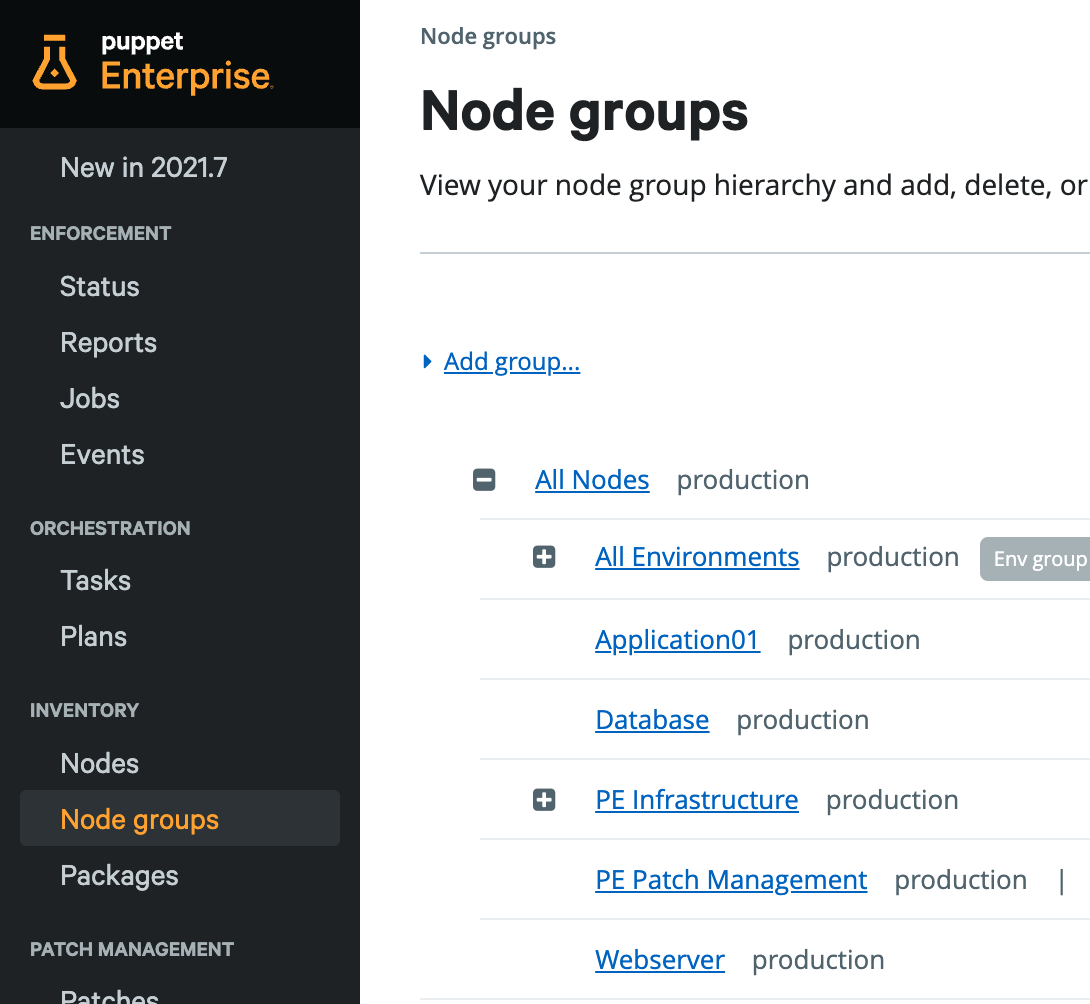 puppet
Enterprise
New in 2021.7
ENFORCEMENT
Status
Reports
Jobs
Events
ORCHESTRATION
Tasks
Plans
INVENTORY
Nodes
Node groups
Packages
PATCH MANAGEMENT
Patches
Node groups
Node groups
View your node group hierarchy and add, delete, or
Add group...
All Nodes production
All Environments production Env group
Application01 production
Database production
PE Infrastructure production
PE Patch Management production |
Webserver production